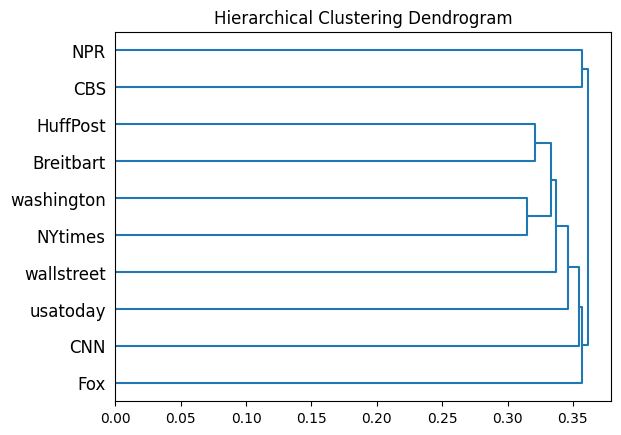 Hierarchical Clustering Dendrogram
NPR
CBS
HuffPost
Breitbart
washington
NYtimes
wallstreet
usatoday
CNN
Fox
0.00 0.05 0.10 0.15 0.20 0.25 0.30 0.35